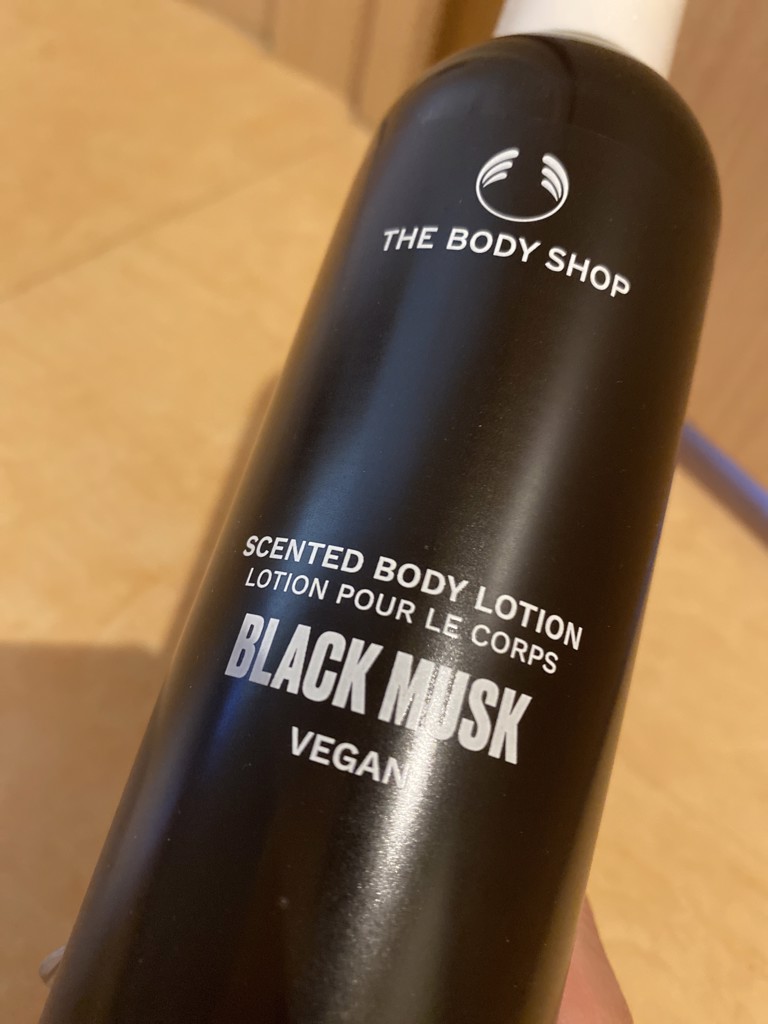 THE BODY SHOP
SCENTED BODY LOTION
LOTION POUR LE CORPS
BLACK MUSK
VEGAN